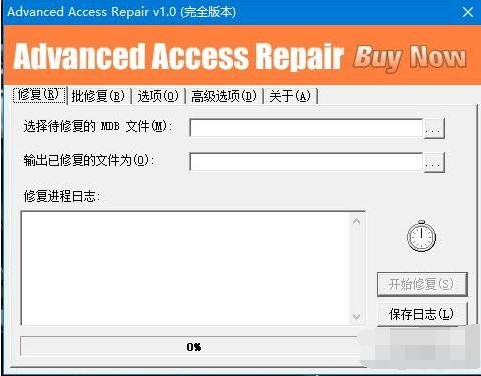 Advanced Access Repair v1.0 (完全版本)
Advanced Access Repair Buy Now
修复(R) 批修复(B) 选项(O) 高级选项(D) 关于(A)
选择待修复的 MDB 文件(M): ...
输出已修复的文件为(O): ...
修复进程日志:
开始修复(S)
保存日志(L)
0%